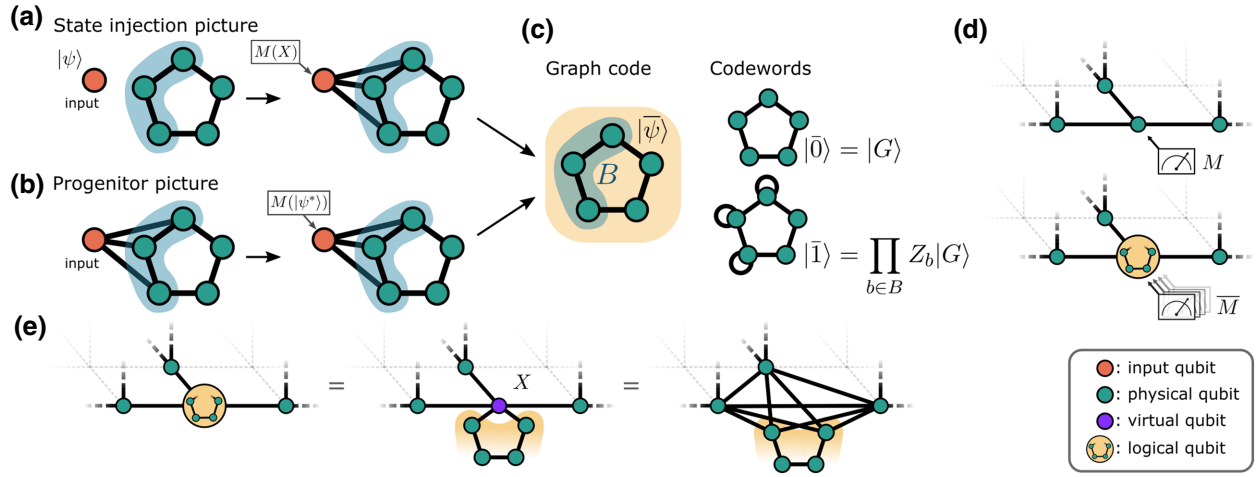 (a)
State injection picture
|ψ⟩
input
M(X)
(b)
Progenitor picture
input
M(|ψ*⟩)
(c)
Graph code
|ψ̅⟩
B
Codewords
|0̄⟩ = |G⟩
|1̄⟩ = ∏_{b∈B} Z_b|G⟩
(d)
M
M̅
(e)
=
X
=
: input qubit
: physical qubit
: virtual qubit
: logical qubit